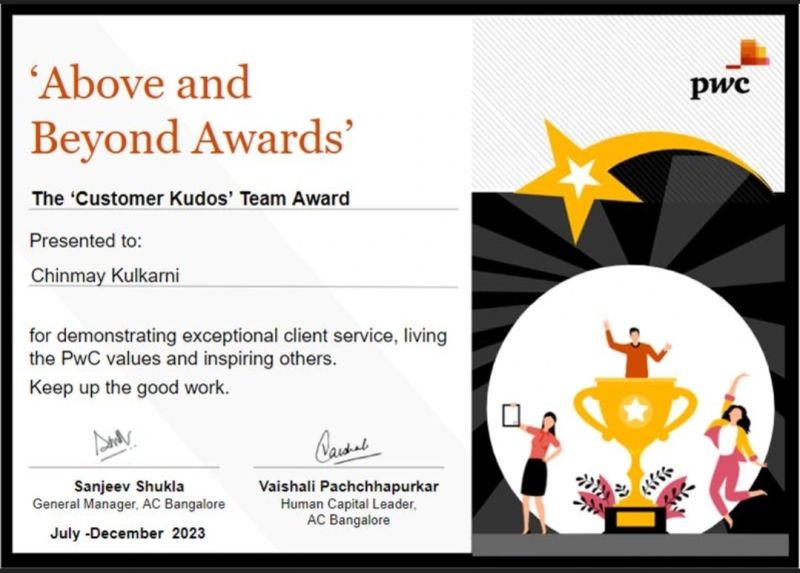 ‘Above and
Beyond Awards’
pwc
The ‘Customer Kudos’ Team Award
Presented to:
Chinmay Kulkarni
for demonstrating exceptional client service, living
the PwC values and inspiring others.
Keep up the good work.
Sanjeev Shukla
General Manager, AC Bangalore
July -December 2023
Vaishali Pachchhapurkar
Human Capital Leader,
AC Bangalore